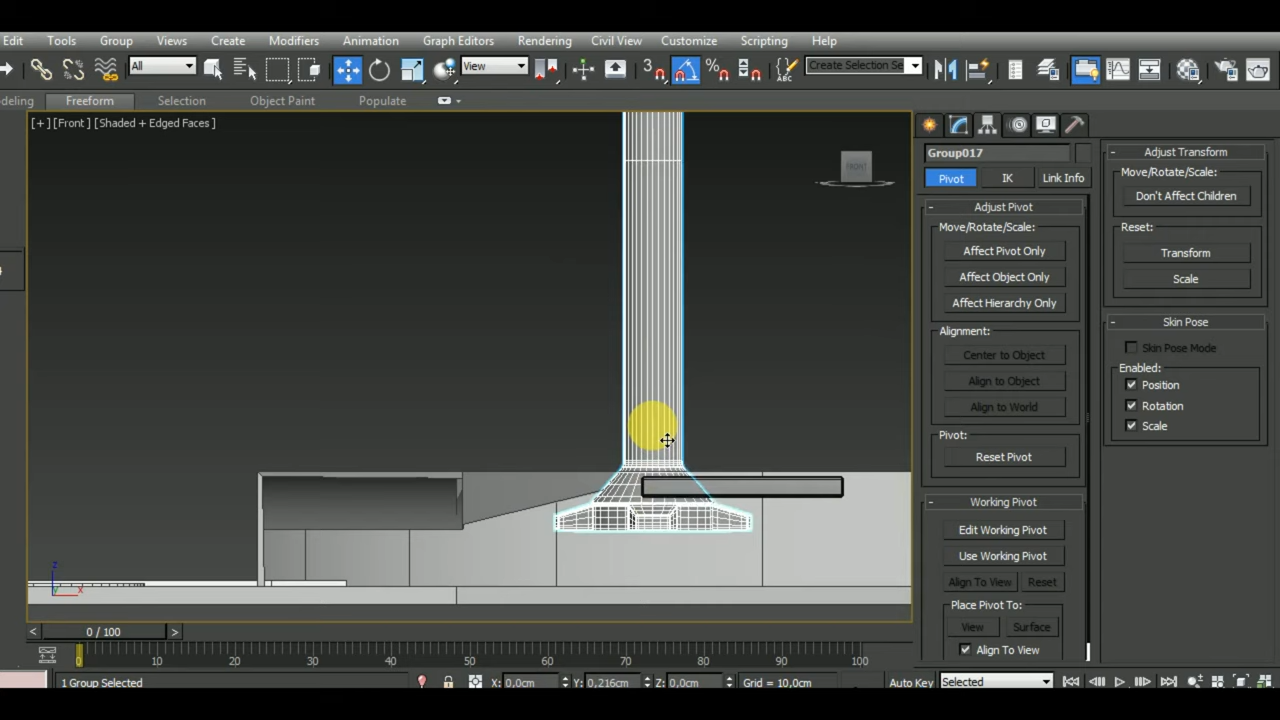 Edit Tools Group Views Create Modifiers Animation Graph Editors Rendering Civil View Customize Scripting Help
All View 3 % ABC Create Selection Se
deling Freeform Selection Object Paint Populate
[+] [Front] [Shaded + Edged Faces ]
FRONT
Group017
Pivot IK Link Info
- Adjust Pivot
Move/Rotate/Scale:
Affect Pivot Only
Affect Object Only
Affect Hierarchy Only
Alignment:
Center to Object
Align to Object
Align to World
Pivot:
Reset Pivot
- Working Pivot
Edit Working Pivot
Use Working Pivot
Align To View Reset
Place Pivot To:
View Surface
Align To View
- Adjust Transform
Move/Rotate/Scale:
Don't Affect Children
Reset:
Transform
Scale
- Skin Pose
Skin Pose Mode
Enabled:
Position
Rotation
Scale
z
y x
< 0 / 100 >
0 10 20 30 40 50 60 70 80 90 100
1 Group Selected X: 0,0cm Y: 0,216cm Z: 0,0cm Grid = 10,0cm Auto Key Selected